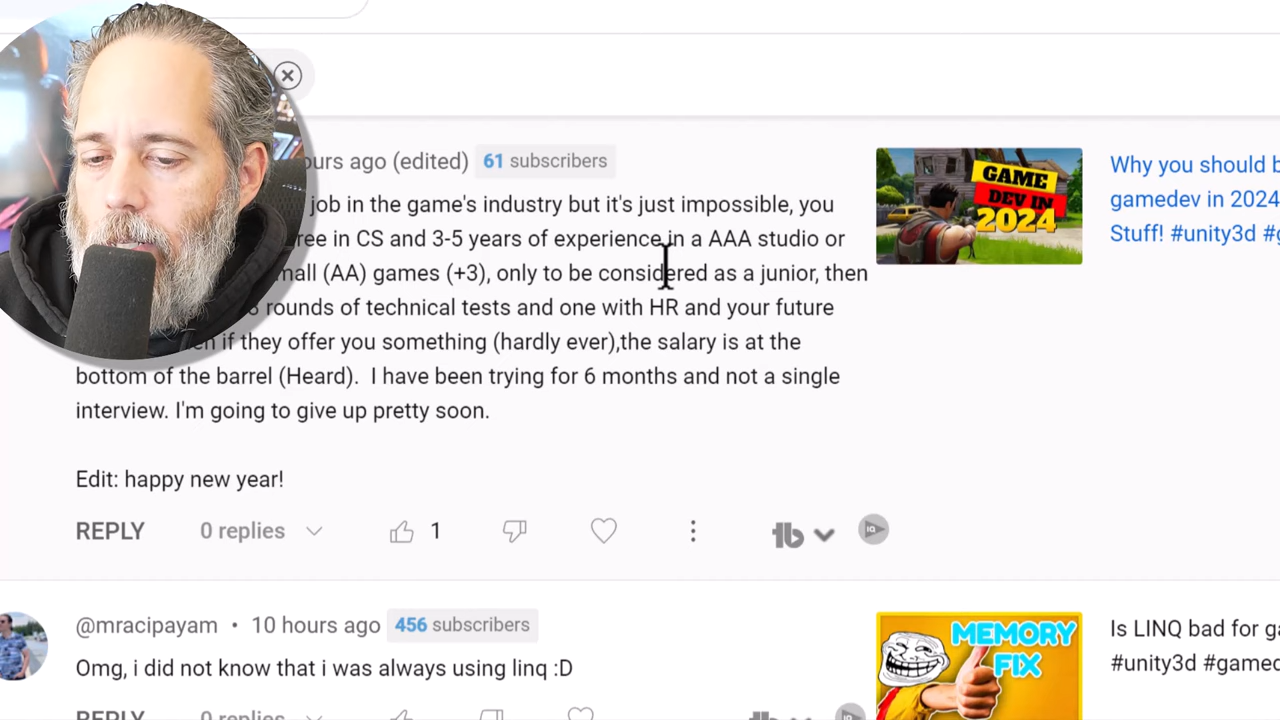 ours ago (edited) 61 subscribers
job in the game's industry but it's just impossible, you
ree in CS and 3-5 years of experience in a AAA studio or
mall (AA) games (+3), only to be considered as a junior, then
rounds of technical tests and one with HR and your future
if they offer you something (hardly ever),the salary is at the
bottom of the barrel (Heard). I have been trying for 6 months and not a single
interview. I'm going to give up pretty soon.
Edit: happy new year!
REPLY 0 replies 1
GAME
DEV IN
2024
Why you should b
gamedev in 2024
Stuff! #unity3d #g
@mracipayam • 10 hours ago 456 subscribers
Omg, i did not know that i was always using linq :D
REPLY 0 replies
MEMORY
FIX
Is LINQ bad for ga
#unity3d #gamed